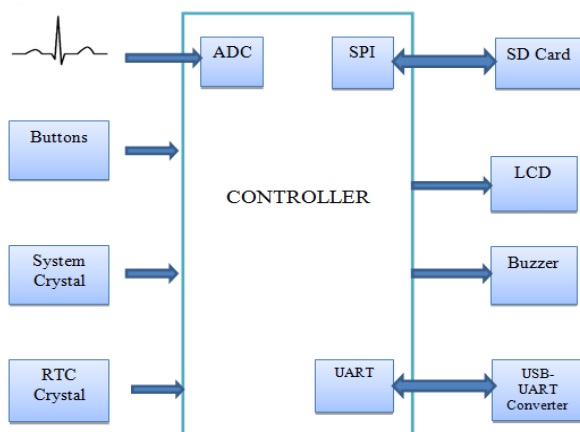 ADC
SPI
SD Card
Buttons
LCD
CONTROLLER
System
Crystal
Buzzer
RTC
Crystal
UART
USB-
UART
Converter